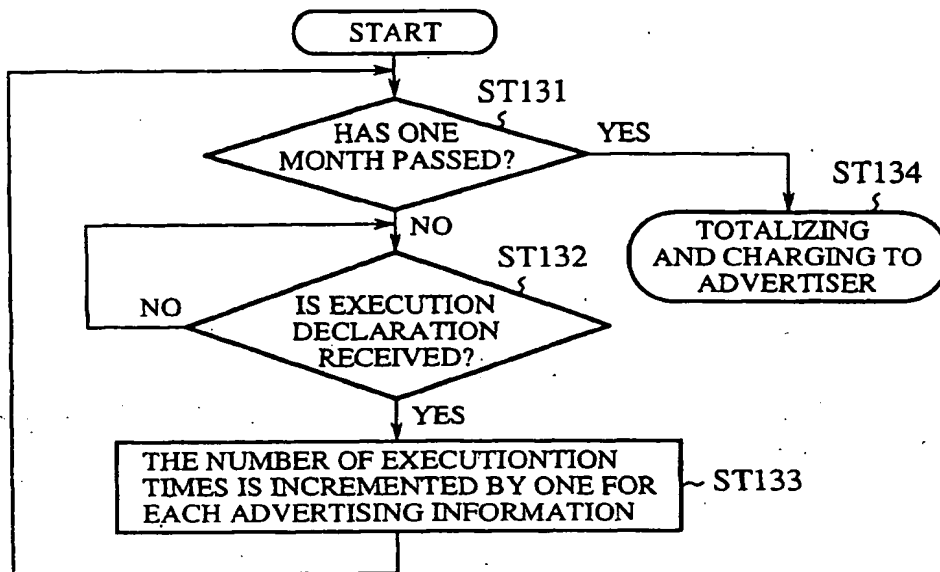 START
ST131
HAS ONE
MONTH PASSED?
YES
ST134
NO
TOTALIZING
AND CHARGING TO
ADVERTISER
ST132
NO
IS EXECUTION
DECLARATION
RECEIVED?
YES
THE NUMBER OF EXECUTIONTION
TIMES IS INCREMENTED BY ONE FOR
EACH ADVERTISING INFORMATION
ST133